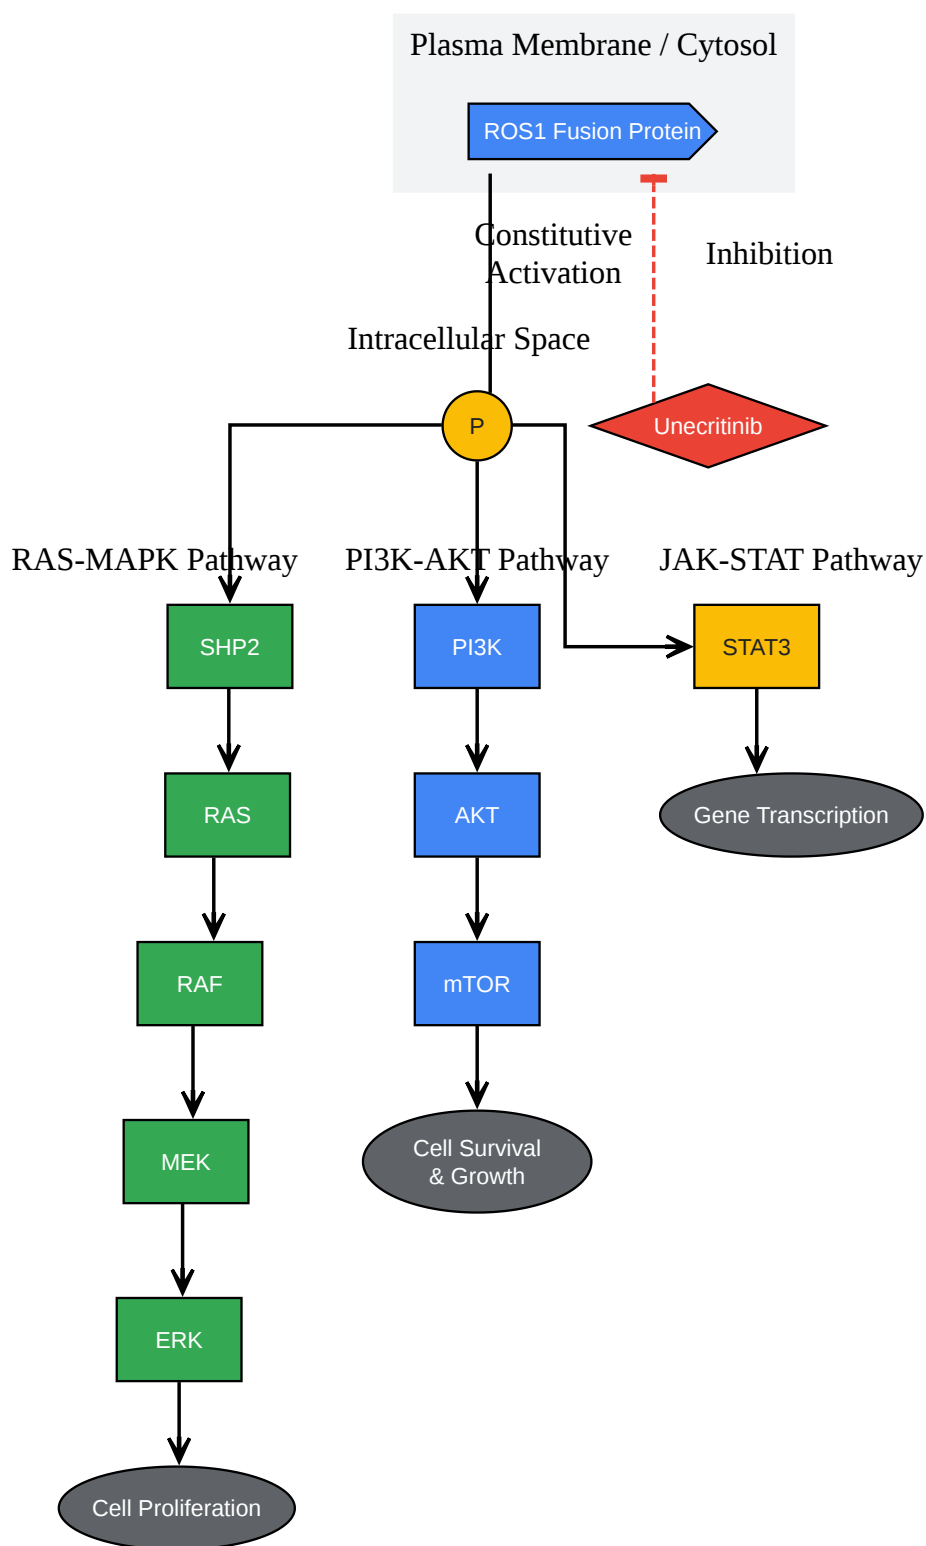 Plasma Membrane / Cytosol
ROS1 Fusion Protein
Constitutive
Activation
Inhibition
Intracellular Space
P
Unecritinib
RAS-MAPK Pathway
PI3K-AKT Pathway
JAK-STAT Pathway
SHP2
PI3K
STAT3
RAS
AKT
Gene Transcription
RAF
mTOR
MEK
Cell Survival
& Growth
ERK
Cell Proliferation